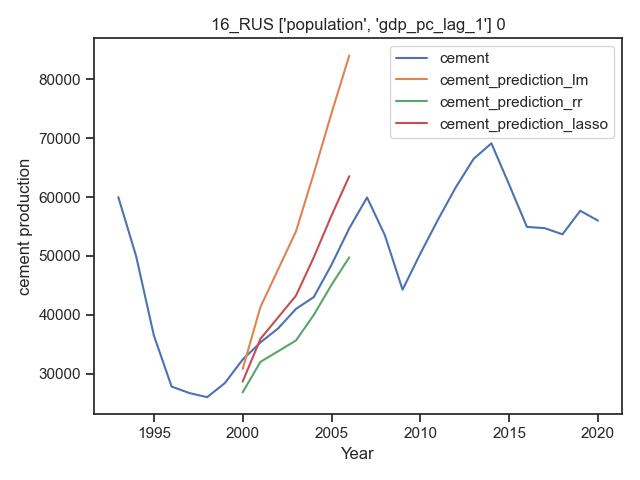 16_RUS ['population', 'gdp_pc_lag_1'] 0
cement
cement_prediction_lm
cement_prediction_rr
cement_prediction_lasso
80000
70000
60000
50000
40000
30000
cement production
1995
2000
2005
2010
2015
2020
Year